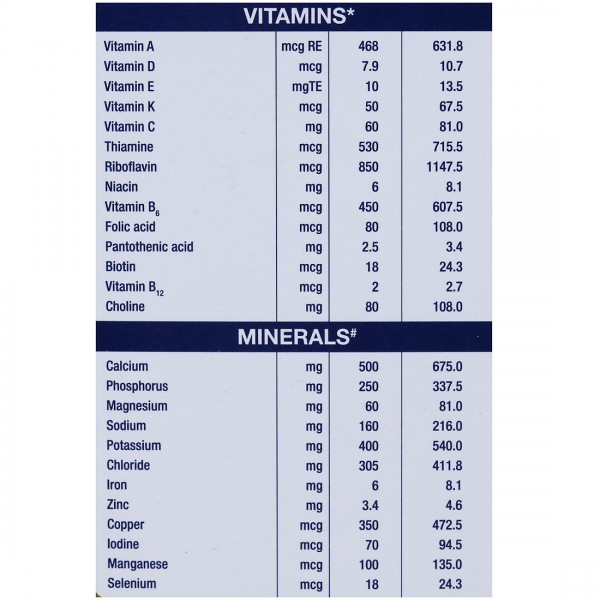 VITAMINS*
Vitamin A mcg RE 468 631.8
Vitamin D mcg 7.9 10.7
Vitamin E mgTE 10 13.5
Vitamin K mcg 50 67.5
Vitamin C mg 60 81.0
Thiamine mcg 530 715.5
Riboflavin mcg 850 1147.5
Niacin mg 6 8.1
Vitamin B6 mcg 450 607.5
Folic acid mcg 80 108.0
Pantothenic acid mg 2.5 3.4
Biotin mcg 18 24.3
Vitamin B12 mcg 2 2.7
Choline mg 80 108.0
MINERALS#
Calcium mg 500 675.0
Phosphorus mg 250 337.5
Magnesium mg 60 81.0
Sodium mg 160 216.0
Potassium mg 400 540.0
Chloride mg 305 411.8
Iron mg 6 8.1
Zinc mg 3.4 4.6
Copper mcg 350 472.5
Iodine mcg 70 94.5
Manganese mcg 100 135.0
Selenium mcg 18 24.3